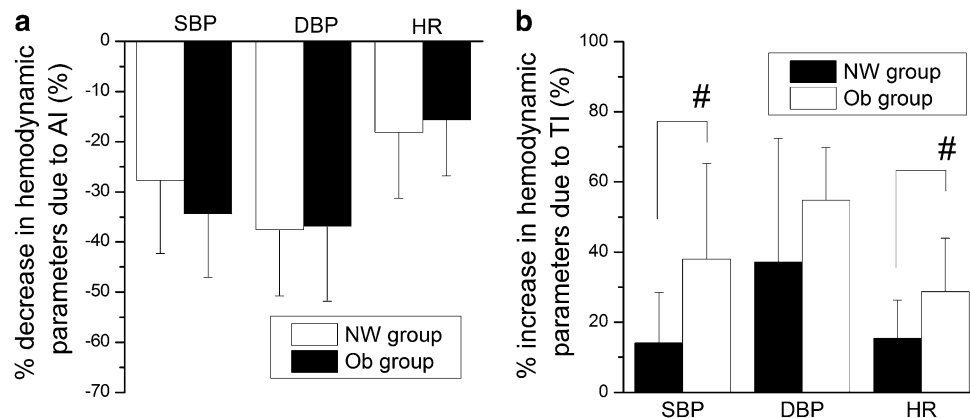 a
SBP DBP HR
% decrease in hemodynamic
parameters due to AI (%)
0
-10
-20
-30
-40
-50
-60
-70
NW group
Ob group
b
% increase in hemodynamic
parameters due to TI (%)
100
80
60
40
20
0
NW group
Ob group
#
#
SBP DBP HR